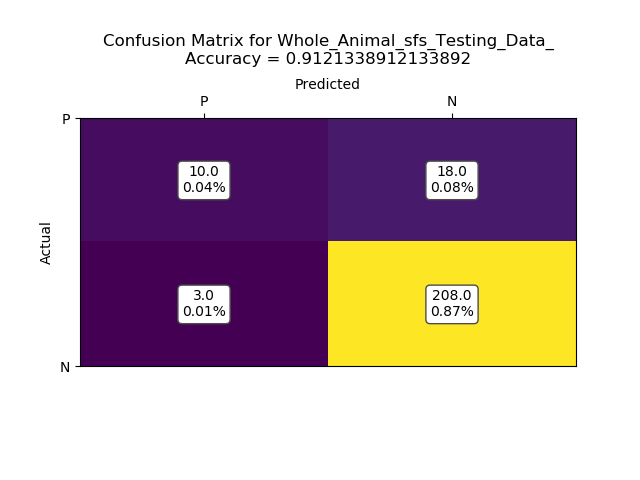 Confusion Matrix for Whole_Animal_sfs_Testing_Data_
Accuracy = 0.9121338912133892
Predicted
P N
P
10.0 18.0
0.04% 0.08%
Actual
3.0 208.0
0.01% 0.87%
N